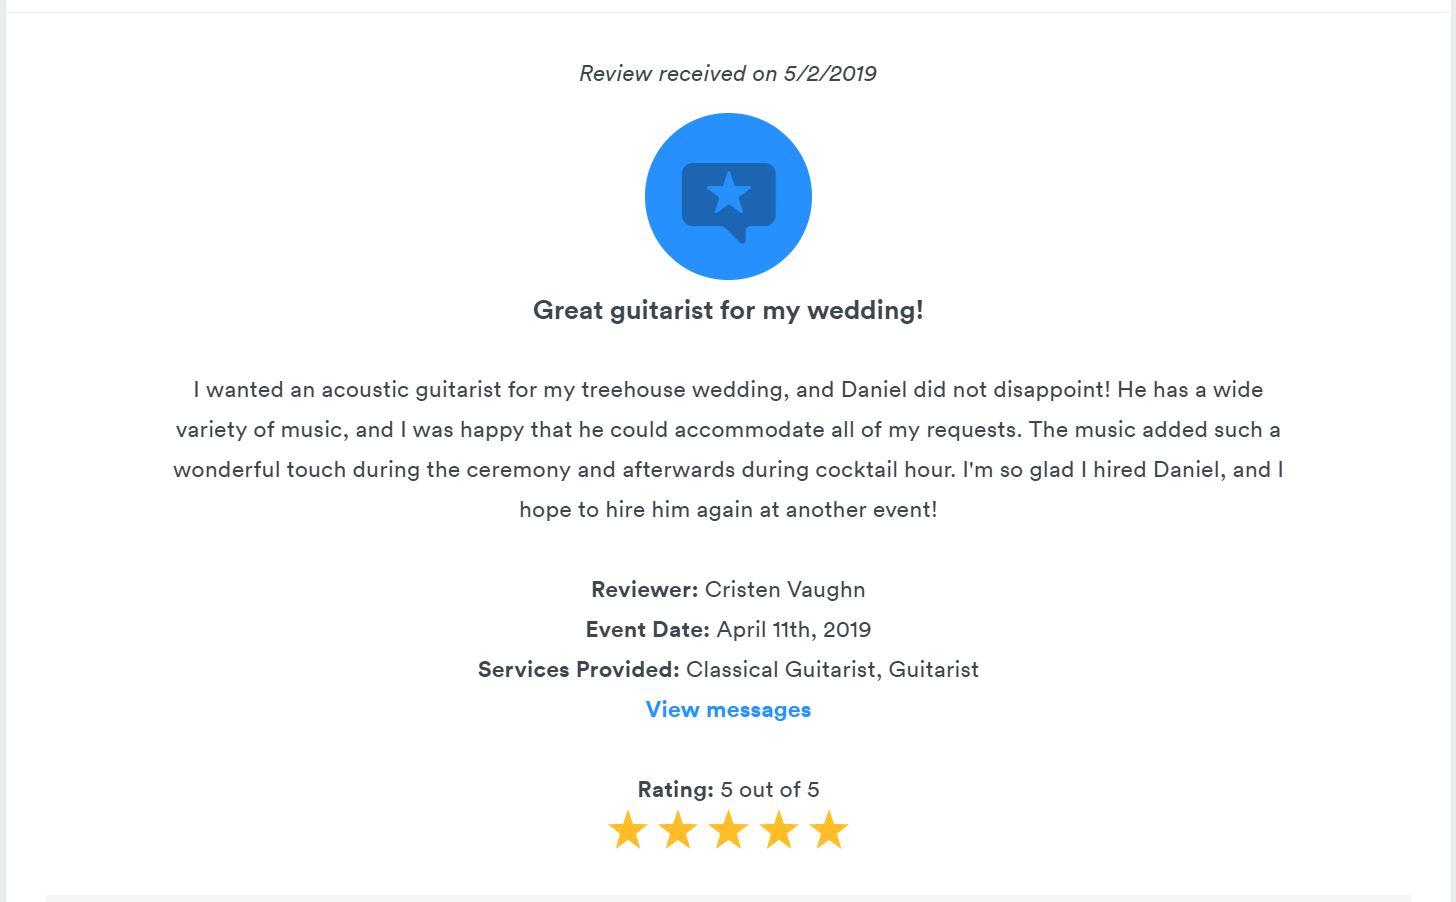 Review received on 5/2/2019
Great guitarist for my wedding!
I wanted an acoustic guitarist for my treehouse wedding, and Daniel did not disappoint! He has a wide
variety of music, and I was happy that he could accommodate all of my requests. The music added such a
wonderful touch during the ceremony and afterwards during cocktail hour. I'm so glad I hired Daniel, and I
hope to hire him again at another event!
Reviewer: Cristen Vaughn
Event Date: April 11th, 2019
Services Provided: Classical Guitarist, Guitarist
View messages
Rating: 5 out of 5